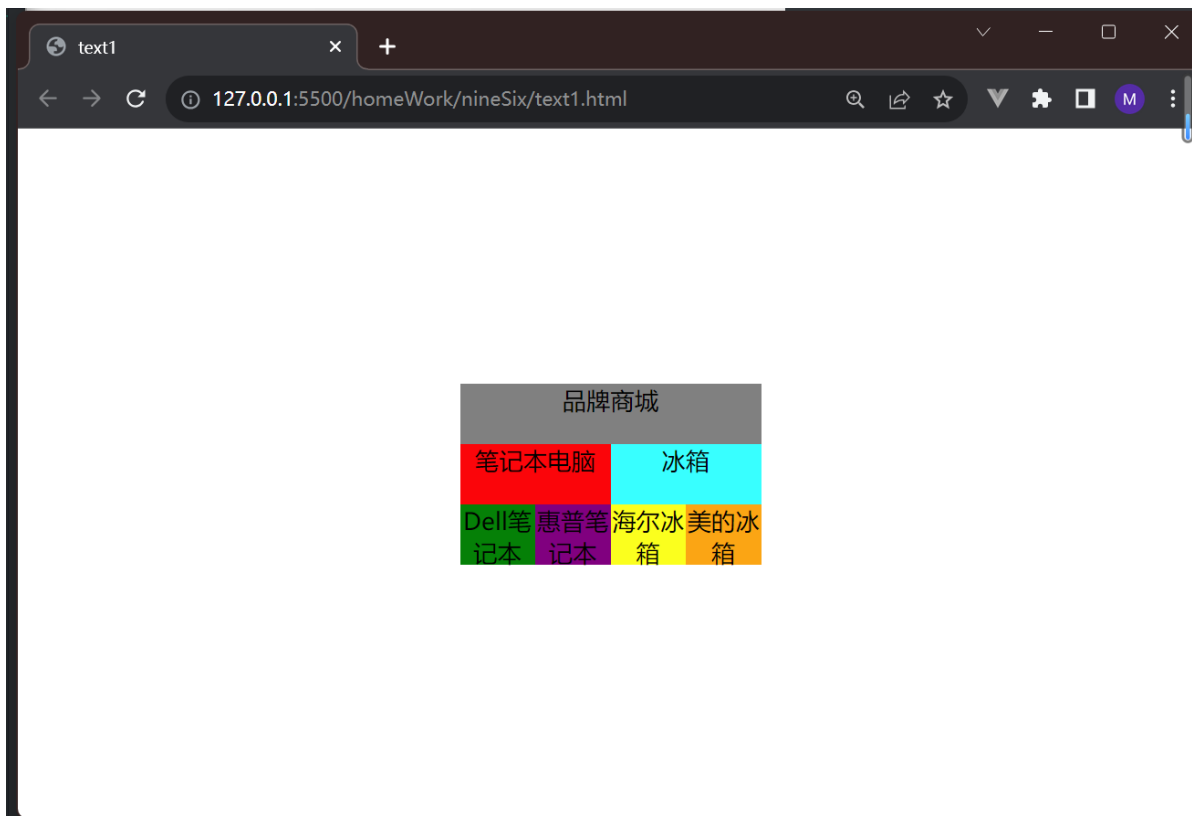 text1
127.0.0.1:5500/homeWork/nineSix/text1.html
M
品牌商城
笔记本电脑 冰箱
Dell笔 惠普笔 海尔冰 美的冰
记本 记本 箱 箱